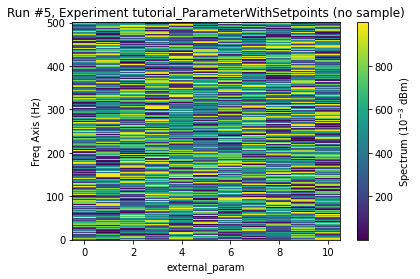 Run #5, Experiment tutorial_ParameterWithSetpoints (no sample)
500
400
300
200
100
0
Freq Axis (Hz)
0 2 4 6 8 10
external_param
800
600
400
200
Spectrum (10⁻³ dBm)